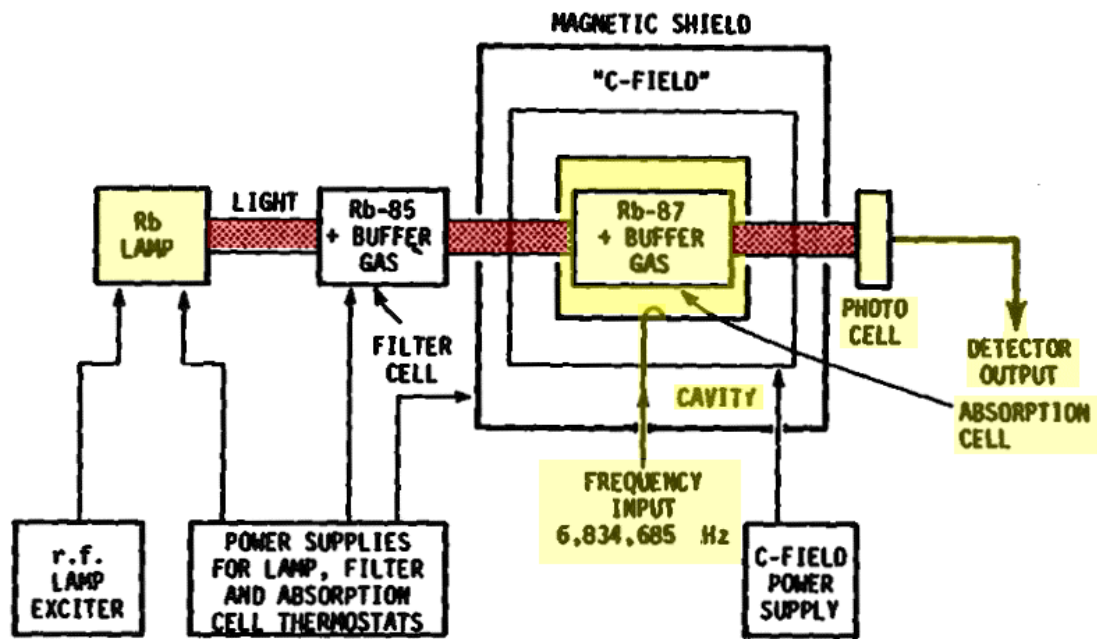 MAGNETIC SHIELD
"C-FIELD"
Rb
LAMP
LIGHT
Rb-85
+ BUFFER
GAS
Rb-87
+ BUFFER
GAS
PHOTO
CELL
FILTER
CELL
CAVITY
DETECTOR
OUTPUT
ABSORPTION
CELL
FREQUENCY
INPUT
6,834,685 Hz
r.f.
LAMP
EXCITER
POWER SUPPLIES
FOR LAMP, FILTER
AND ABSORPTION
CELL THERMOSTATS
C-FIELD
POWER
SUPPLY